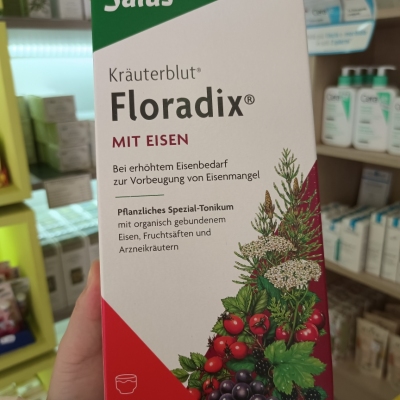 Salus
Kräuterblut®
Floradix®
MIT EISEN
Bei erhöhtem Eisenbedarf
zur Vorbeugung von Eisenmangel
Pflanzliches Spezial-Tonikum
mit organisch gebundenem
Eisen, Fruchtsäften und
Arzneikräutern